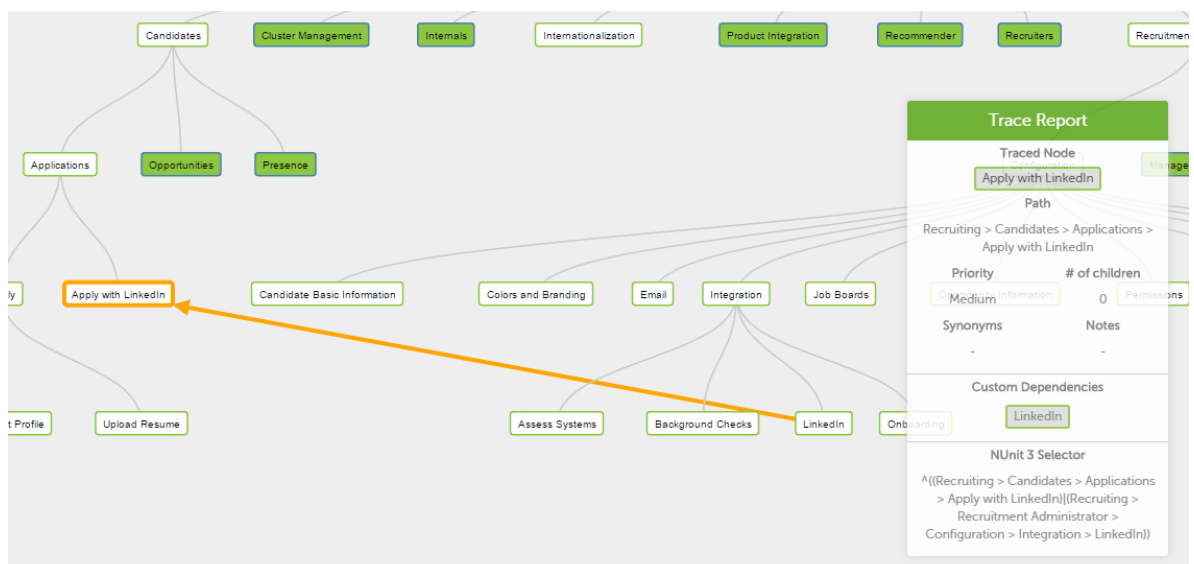 Candidates
Cluster Management
Internals
Internationalization
Product Integration
Recommender
Recruiters
Recruitmen
Applications
Opportunities
Presence
Configuration
Manage
ly
Apply with LinkedIn
Candidate Basic Information
Colors and Branding
Email
Integration
Job Boards
Permissions
t Profile
Upload Resume
Assess Systems
Background Checks
LinkedIn
Onboarding
Trace Report
Traced Node
Apply with LinkedIn
Path
Recruiting > Candidates > Applications >
Apply with LinkedIn
Priority # of children
Medium 0
Synonyms Notes
- -
Custom Dependencies
LinkedIn
NUnit 3 Selector
^((Recruiting > Candidates > Applications
> Apply with LinkedIn)|(Recruiting >
Recruitment Administrator >
Configuration > Integration > LinkedIn))